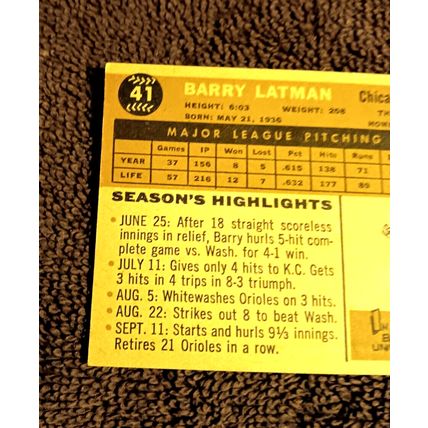 41
BARRY LATMAN Chica
HEIGHT: 6:03 WEIGHT: 208 TH
BORN: MAY 21, 1936 HOM
MAJOR LEAGUE PITCHING
Games IP Won Lost Pct Hits Runs
YEAR 37 156 8 5 .615 138 71
LIFE 57 216 12 7 .632 177 89
SEASON'S HIGHLIGHTS
• JUNE 25: After 18 straight scoreless
innings in relief, Barry hurls 5-hit com-
plete game vs. Wash. for 4-1 win.
• JULY 11: Gives only 4 hits to K.C. Gets
3 hits in 4 trips in 8-3 triumph.
• AUG. 5: Whitewashes Orioles on 3 hits.
• AUG. 22: Strikes out 8 to beat Wash.
• SEPT. 11: Starts and hurls 9⅓ innings.
Retires 21 Orioles in a row.